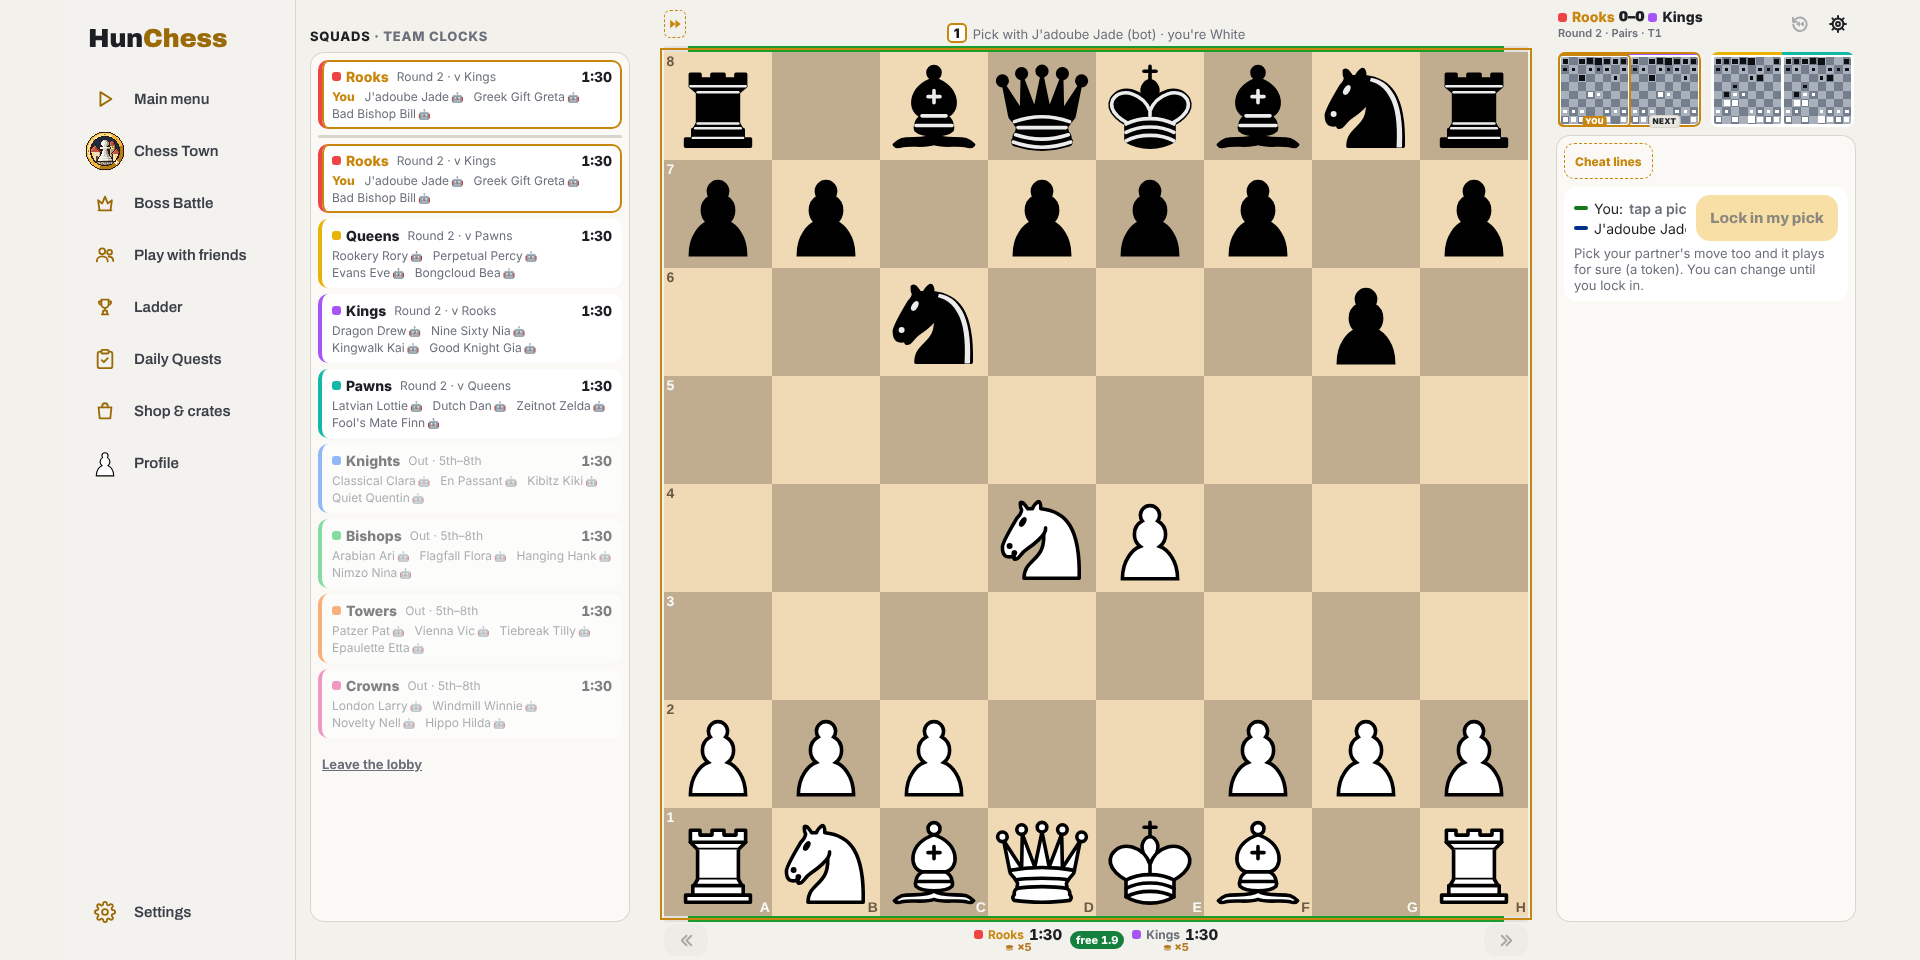 HunChess
Main menu
Chess Town
Boss Battle
Play with friends
Ladder
Daily Quests
Shop & crates
Profile
Settings
SQUADS · TEAM CLOCKS
Rooks Round 2 · v Kings 1:30
You J'adoube Jade Greek Gift Greta
Bad Bishop Bill
Rooks Round 2 · v Kings 1:30
You J'adoube Jade Greek Gift Greta
Bad Bishop Bill
Queens Round 2 · v Pawns 1:30
Rookery Rory Perpetual Percy
Evans Eve Bongcloud Bea
Kings Round 2 · v Rooks 1:30
Dragon Drew Nine Sixty Nia
Kingwalk Kai Good Knight Gia
Pawns Round 2 · v Queens 1:30
Latvian Lottie Dutch Dan Zeitnot Zelda
Fool's Mate Finn
Knights Out · 5th–8th 1:30
Classical Clara En Passant Kibitz Kiki
Quiet Quentin
Bishops Out · 5th–8th 1:30
Arabian Ari Flagfall Flora Hanging Hank
Nimzo Nina
Towers Out · 5th–8th 1:30
Patzer Pat Vienna Vic Tiebreak Tilly
Epaulette Etta
Crowns Out · 5th–8th 1:30
London Larry Windmill Winnie
Novelty Nell Hippo Hilda
Leave the lobby
1 Pick with J'adoube Jade (bot) · you're White
8
7
6
5
4
3
2
1
A B C D E F G H
Rooks 1:30 free 1.9 Kings 1:30
×5 ×5
Rooks 0–0 Kings
Round 2 · Pairs · T1
YOU NEXT
Cheat lines
You: tap a pic
J'adoube Jad
Lock in my pick
Pick your partner's move too and it plays
for sure (a token). You can change until
you lock in.